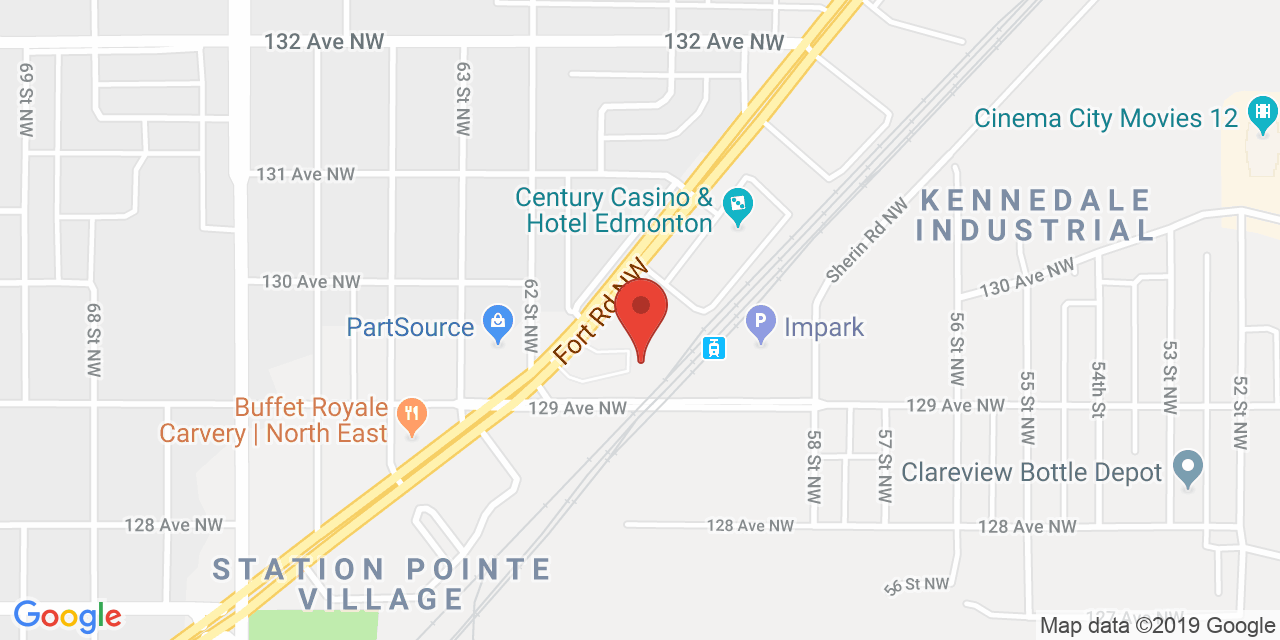 132 Ave NW
132 Ave NW
69 St NW
63 St NW
Cinema City Movies 12
131 Ave NW
Century Casino &
Hotel Edmonton
KENNEDALE
INDUSTRIAL
Sherin Rd NW
130 Ave NW
130 Ave NW
Fort Rd NW
62 St NW
68 St NW
PartSource
P
Impark
56 St NW
55 St NW
54th St
53 St NW
52 St NW
Buffet Royale
Carvery | North East
129 Ave NW
129 Ave NW
58 St NW
57 St NW
Clareview Bottle Depot
128 Ave NW
128 Ave NW
128 Ave NW
STATION POINTE
VILLAGE
56 St NW
127 Ave NW
Google
Map data ©2019 Google